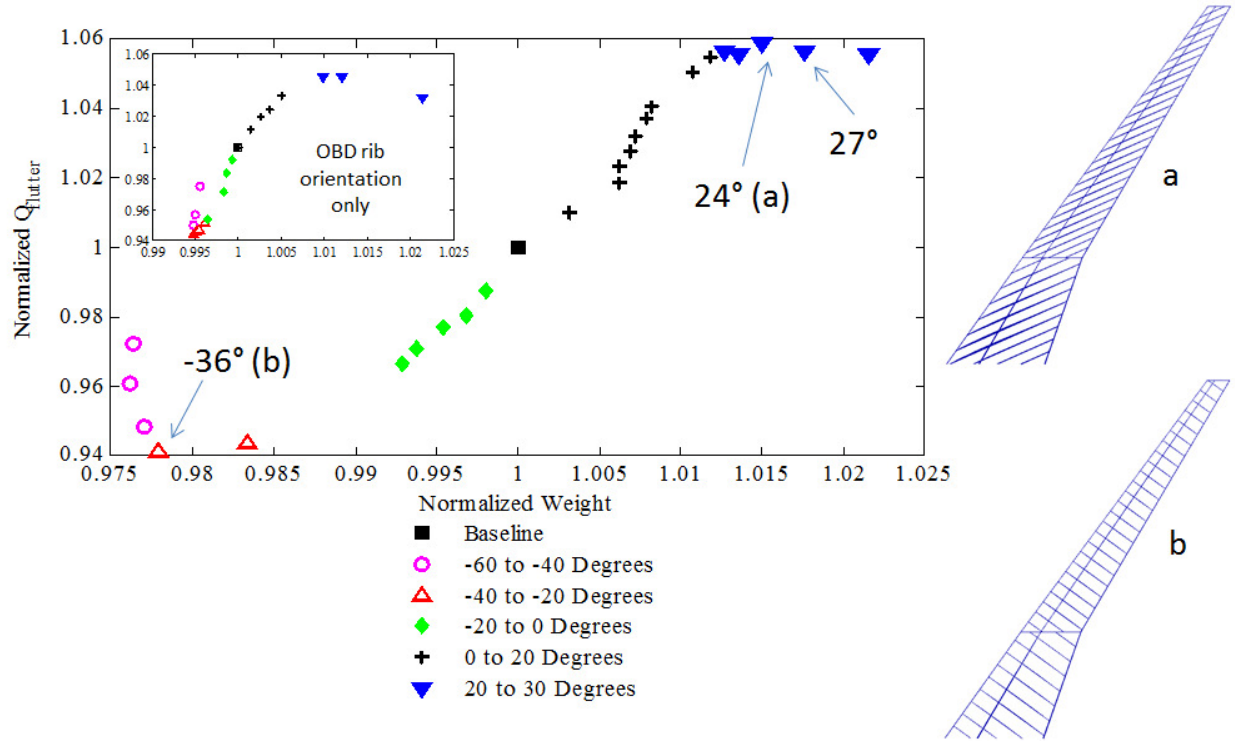 1.06
1.04
1.02
1
0.98
0.96
0.94
Normalized Q
flutter
1.06
1.04
1.02
1
0.98
0.96
0.94
0.99 0.995 1 1.005 1.01 1.015 1.02 1.025
OBD rib
orientation
only
27°
24° (a)
-36° (b)
0.975 0.98 0.985 0.99 0.995 1 1.005 1.01 1.015 1.02 1.025
Normalized Weight
Baseline
-60 to -40 Degrees
-40 to -20 Degrees
-20 to 0 Degrees
0 to 20 Degrees
20 to 30 Degrees
a
b